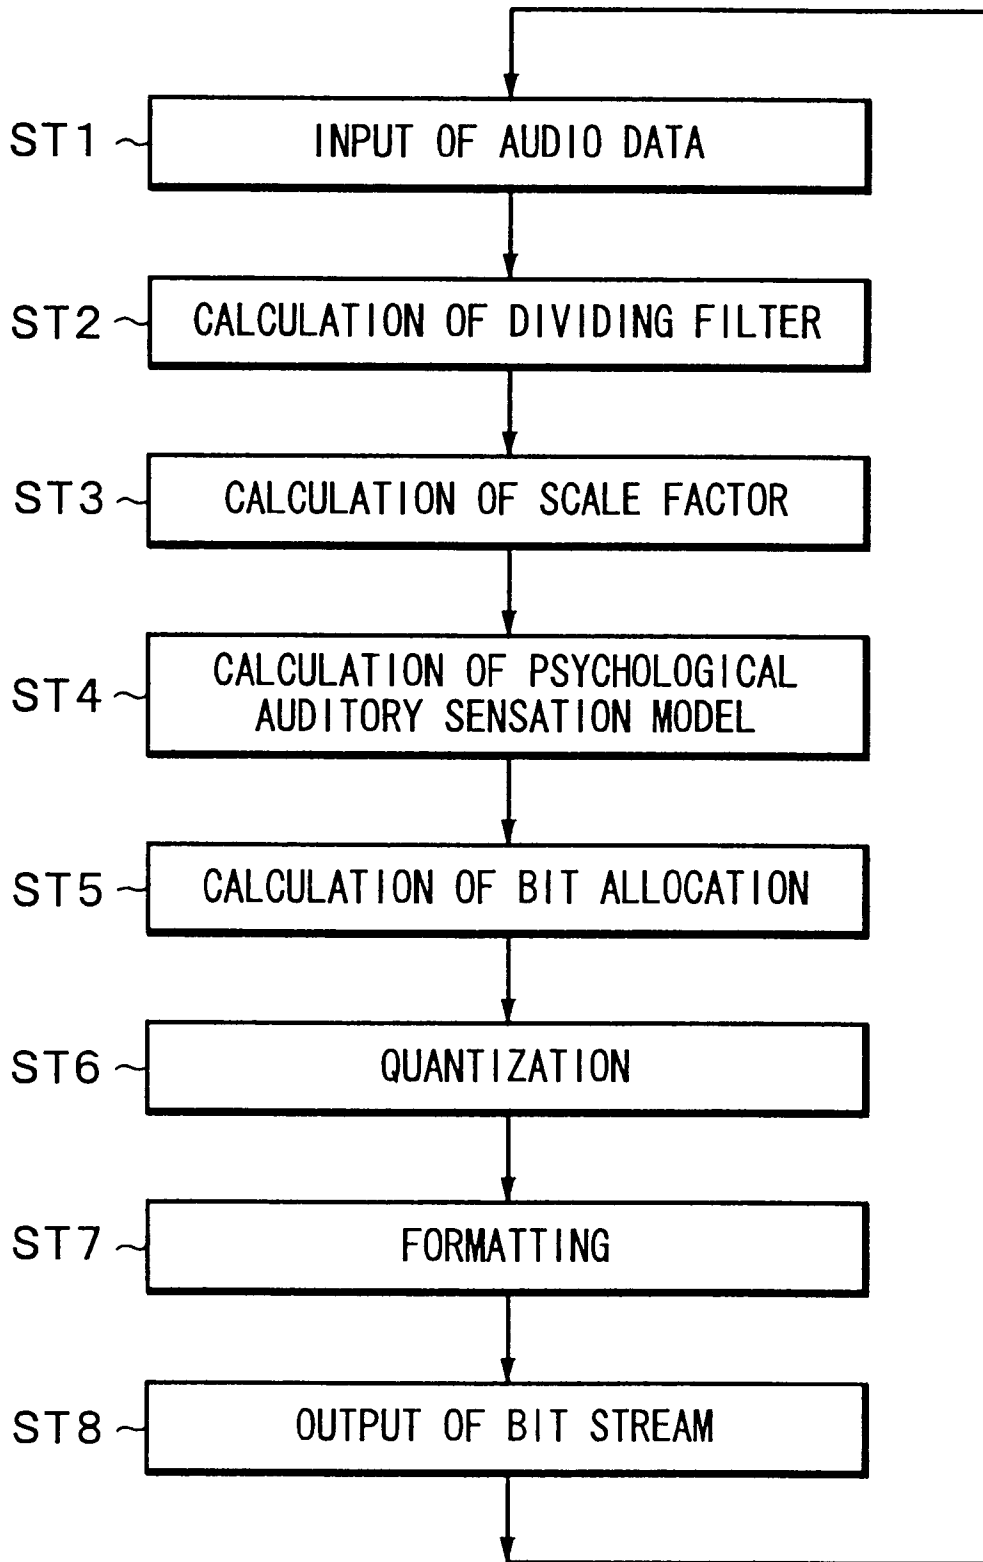 ST1 INPUT OF AUDIO DATA
ST2 CALCULATION OF DIVIDING FILTER
ST3 CALCULATION OF SCALE FACTOR
ST4 CALCULATION OF PSYCHOLOGICAL
AUDITORY SENSATION MODEL
ST5 CALCULATION OF BIT ALLOCATION
ST6 QUANTIZATION
ST7 FORMATTING
ST8 OUTPUT OF BIT STREAM